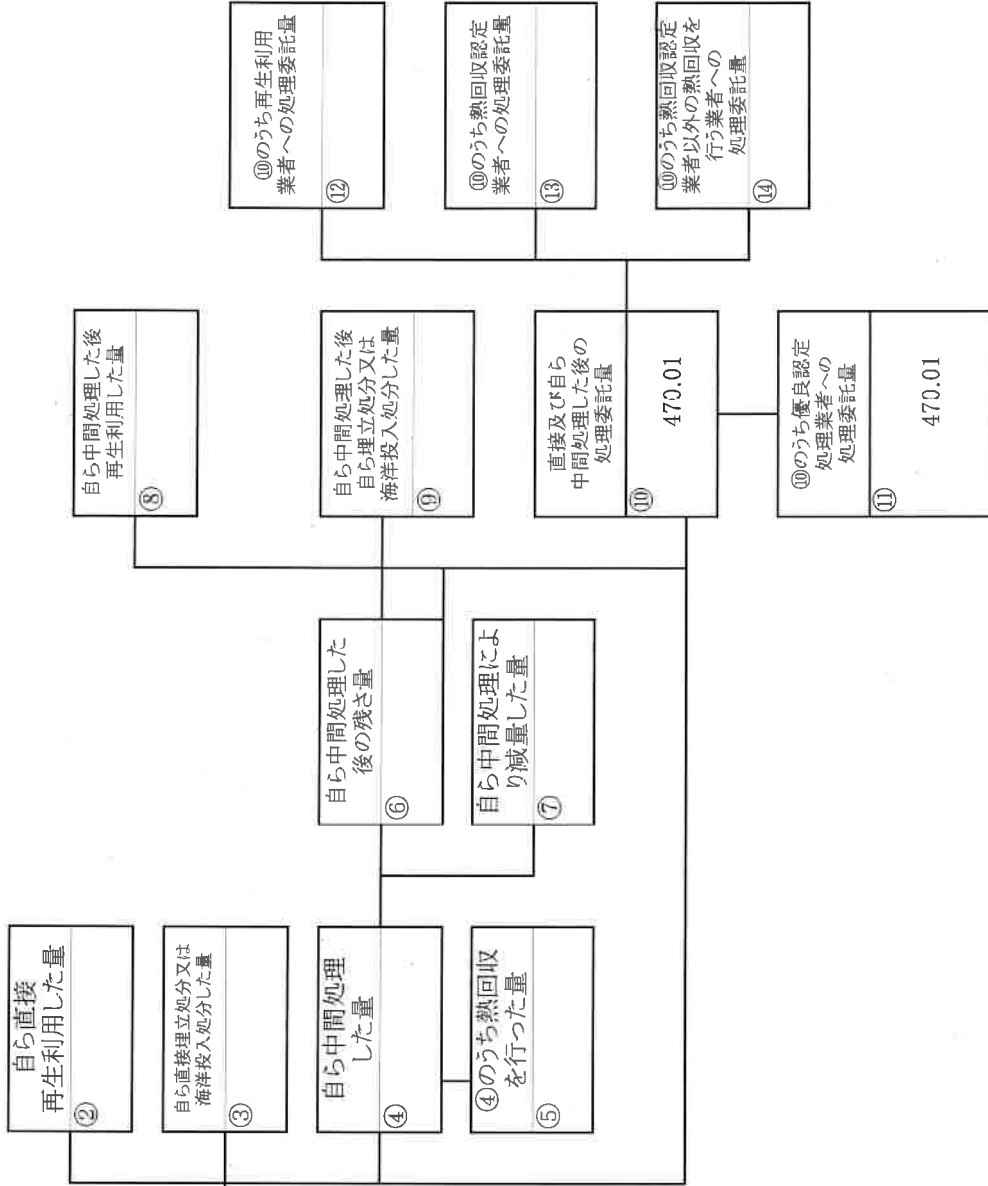 自ら直接
再生利用した量
②
自ら直接埋立処分又は
海洋投入処分した量
③
自ら中間処理
した量
④
④のうち熱回収
を行った量
⑤
自ら中間処理した
後の残さ量
⑥
自ら中間処理によ
り減量した量
⑦
自ら中間処理した後
再生利用した量
⑧
自ら中間処理した後
自ら埋立処分又は
海洋投入処分した量
⑨
直接及び自ら
中間処理した後の
処理委託量
⑩
470.01
⑩のうち優良認定
処理業者への
処理委託量
⑪
470.01
⑩のうち再生利用
業者への処理委託量
⑫
⑩のうち熱回収認定
業者への処理委託量
⑬
⑩のうち熱回収認定
業者以外の熱回収を
行う業者への
処理委託量
⑭